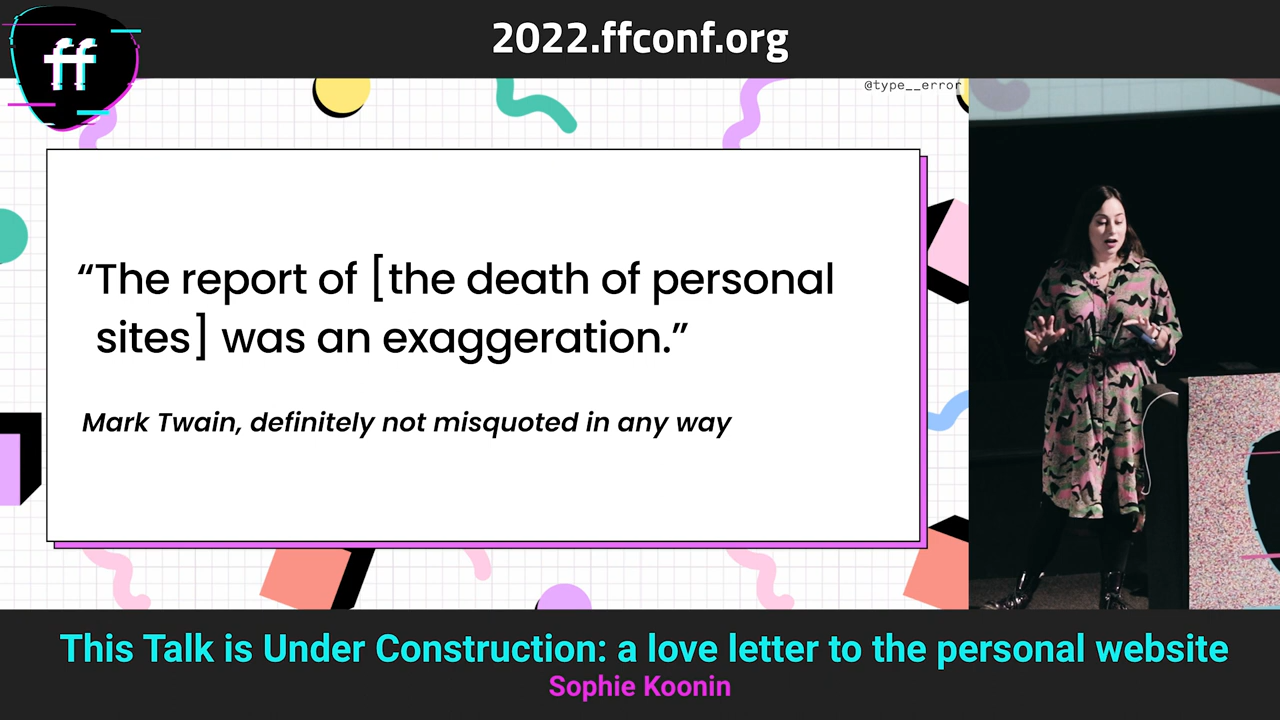 2022.ffconf.org
ff
@type__error
“The report of [the death of personal
sites] was an exaggeration.”
Mark Twain, definitely not misquoted in any way
This Talk is Under Construction: a love letter to the personal website
Sophie Koonin